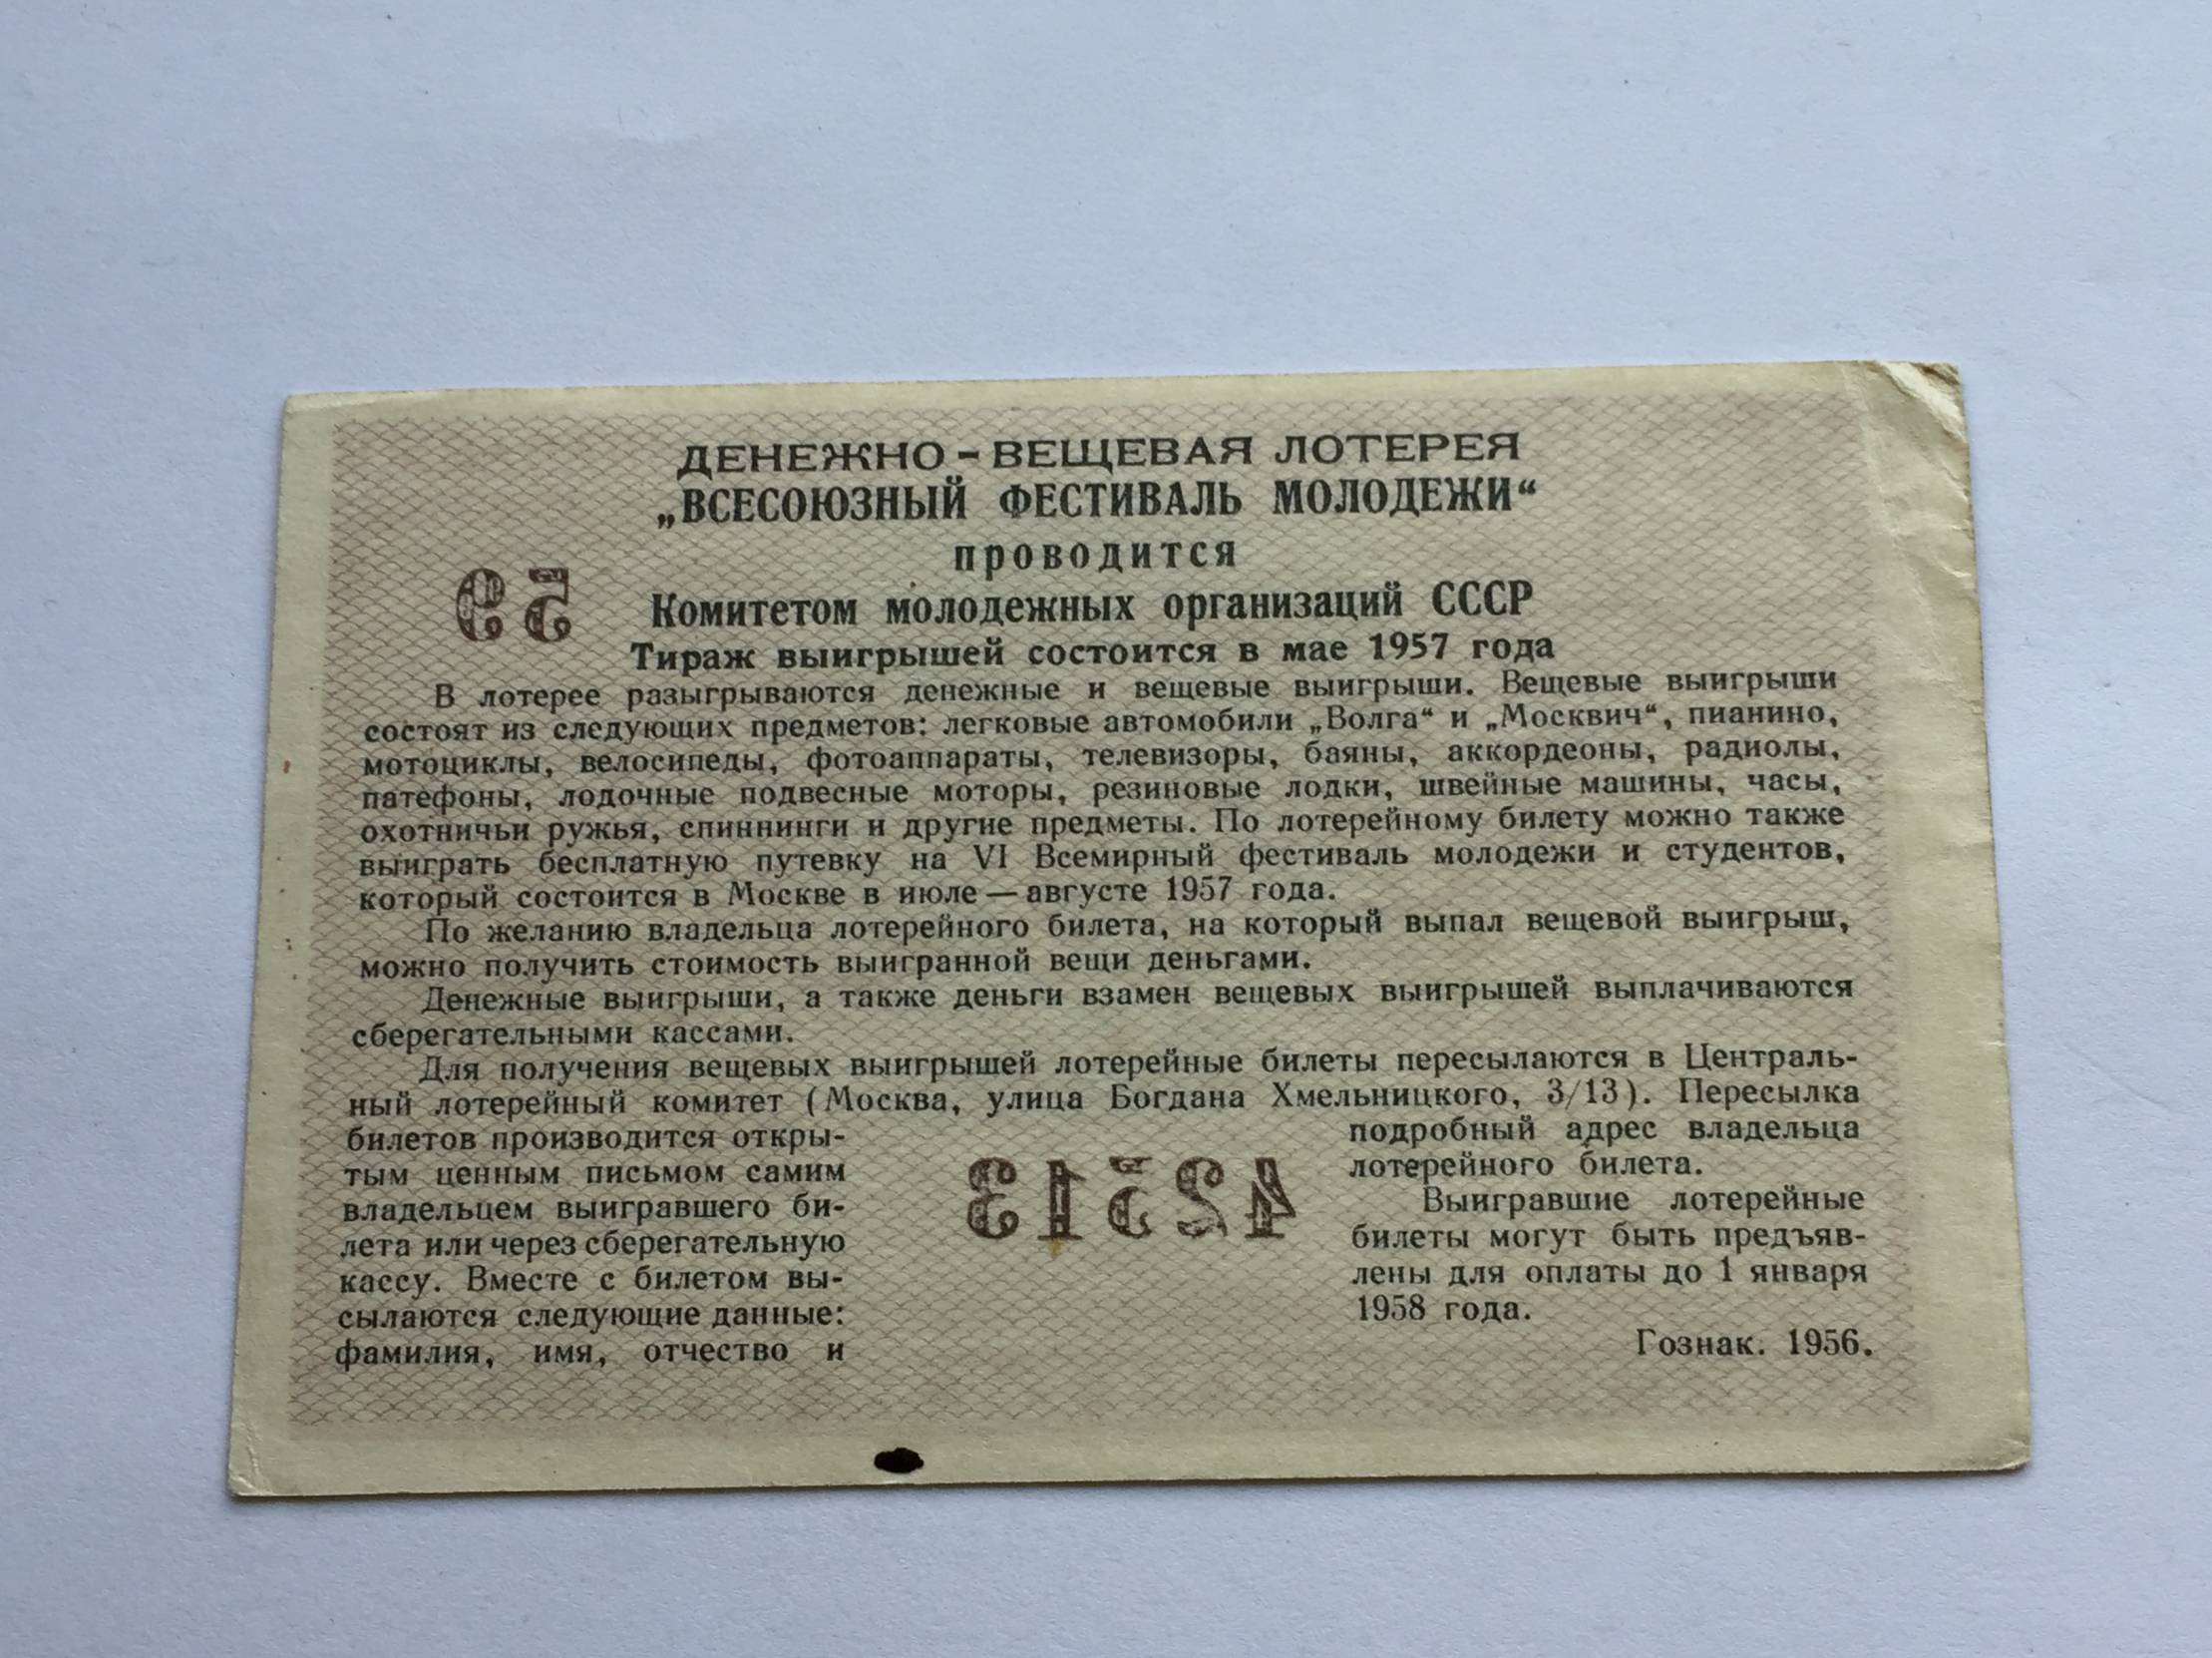 ДЕНЕЖНО-ВЕЩЕВАЯ ЛОТЕРЕЯ
„ВСЕСОЮЗНЫЙ ФЕСТИВАЛЬ МОЛОДЕЖИ“
проводится
59
Комитетом молодежных организаций СССР
Тираж выигрышей состоится в мае 1957 года
В лотерее разыгрываются денежные и вещевые выигрыши. Вещевые выигрыши
состоят из следующих предметов: легковые автомобили „Волга“ и „Москвич“, пианино,
мотоциклы, велосипеды, фотоаппараты, телевизоры, баяны, аккордеоны, радиолы,
патефоны, лодочные подвесные моторы, резиновые лодки, швейные машины, часы,
охотничьи ружья, спиннинги и другие предметы. По лотерейному билету можно также
выиграть бесплатную путевку на VI Всемирный фестиваль молодежи и студентов,
который состоится в Москве в июле — августе 1957 года.
По желанию владельца лотерейного билета, на который выпал вещевой выигрыш,
можно получить стоимость выигранной вещи деньгами.
Денежные выигрыши, а также деньги взамен вещевых выигрышей выплачиваются
сберегательными кассами.
Для получения вещевых выигрышей лотерейные билеты пересылаются в Централь-
ный лотерейный комитет (Москва, улица Богдана Хмельницкого, 3/13). Пересылка
билетов производится откры-
тым ценным письмом самим
владельцем выигравшего би-
лета или через сберегательную
кассу. Вместе с билетом вы-
сылаются следующие данные:
фамилия, имя, отчество и
42513
подробный адрес владельца
лотерейного билета.
Выигравшие лотерейные
билеты могут быть предъяв-
лены для оплаты до 1 января
1958 года.
Гознак. 1956.